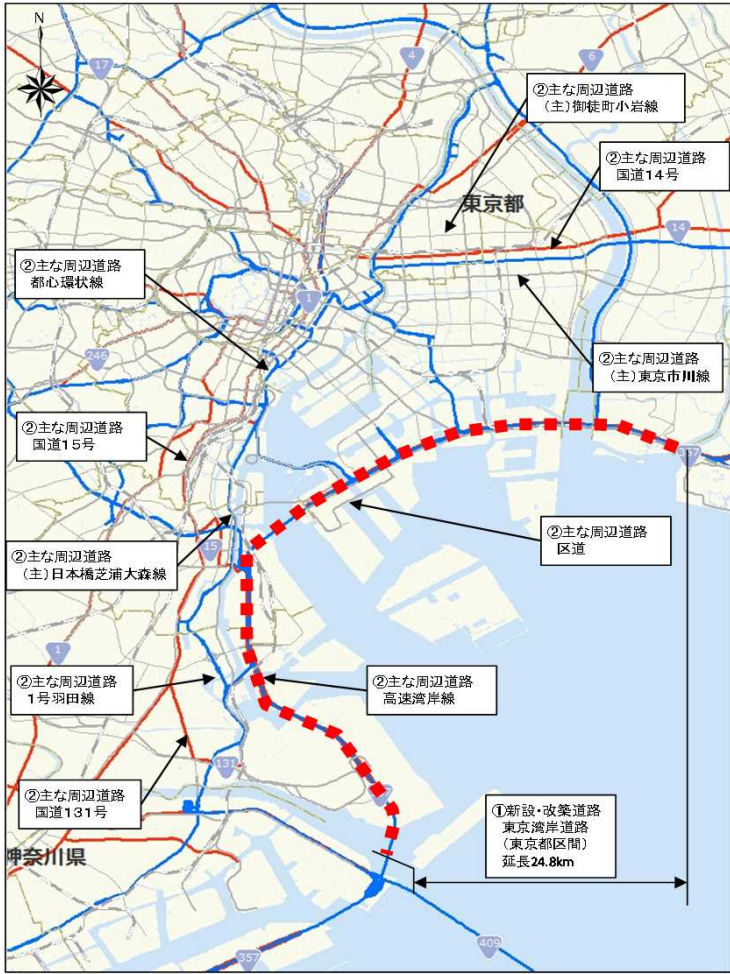 N
17
4
6
②主な周辺道路
(主)御徒町小岩線
②主な周辺道路
国道14号
東京都
14
②主な周辺道路
都心環状線
1
246
②主な周辺道路
(主)東京市川線
②主な周辺道路
国道15号
357
②主な周辺道路
区道
15
②主な周辺道路
(主)日本橋芝浦大森線
1
②主な周辺道路
1号羽田線
②主な周辺道路
高速湾岸線
131
②主な周辺道路
国道131号
①新設・改築道路
東京湾岸道路
(東京都区間)
延長24.8km
神奈川県
357
409